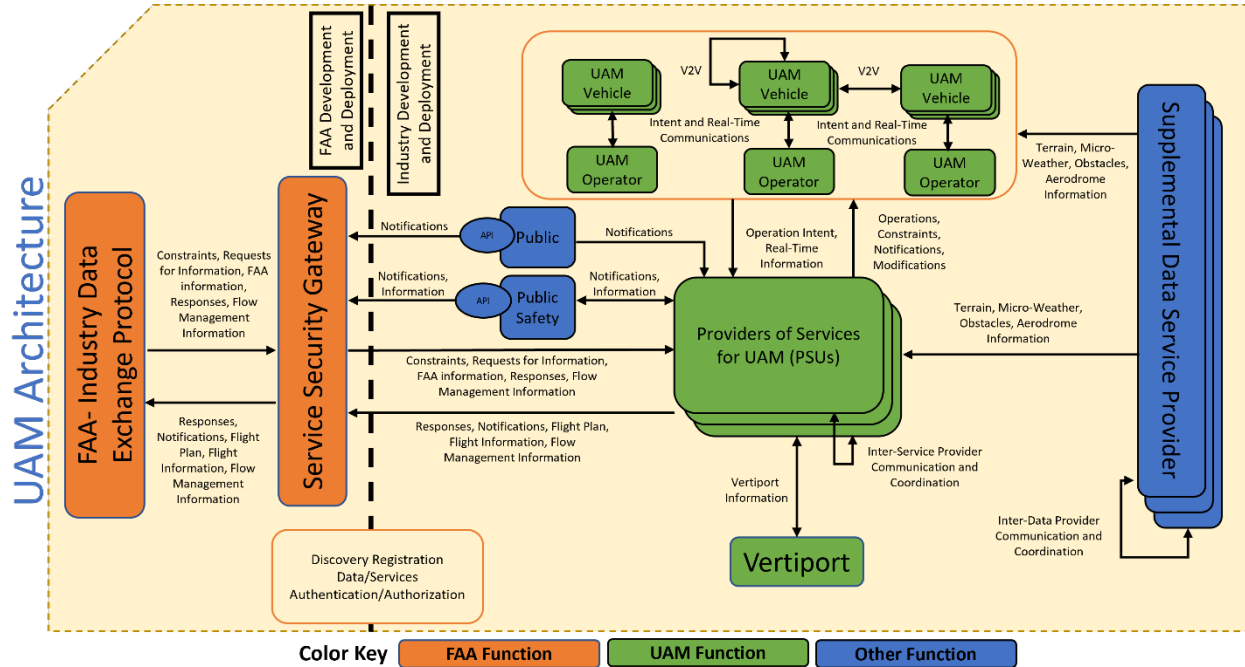 UAM Architecture
FAA Development
and Deployment
Industry Development
and Deployment
UAM
Vehicle
V2V
UAM
Vehicle
V2V
UAM
Vehicle
Intent and Real-Time
Communications
Intent and Real-Time
Communications
UAM
Operator
UAM
Operator
UAM
Operator
Supplemental Data Service Provider
Terrain, Micro-
Weather, Obstacles,
Aerodrome
Information
FAA- Industry Data
Exchange Protocol
Service Security Gateway
Constraints, Requests
for Information, FAA
information,
Responses, Flow
Management
Information
Responses,
Notifications, Flight
Plan, Flight
Information, Flow
Management
Information
Notifications
API
Public
Notifications
Notifications,
Information
API
Public
Safety
Notifications,
Information
Operation Intent,
Real-Time
Information
Operations,
Constraints,
Notifications,
Modifications
Providers of Services
for UAM (PSUs)
Terrain, Micro-Weather,
Obstacles, Aerodrome
Information
Constraints, Requests for Information,
FAA information, Responses, Flow
Management Information
Responses, Notifications, Flight Plan,
Flight Information, Flow
Management Information
Inter-Service Provider
Communication and
Coordination
Vertiport
Information
Vertiport
Inter-Data Provider
Communication and
Coordination
Discovery Registration
Data/Services
Authentication/Authorization
Color Key
FAA Function
UAM Function
Other Function